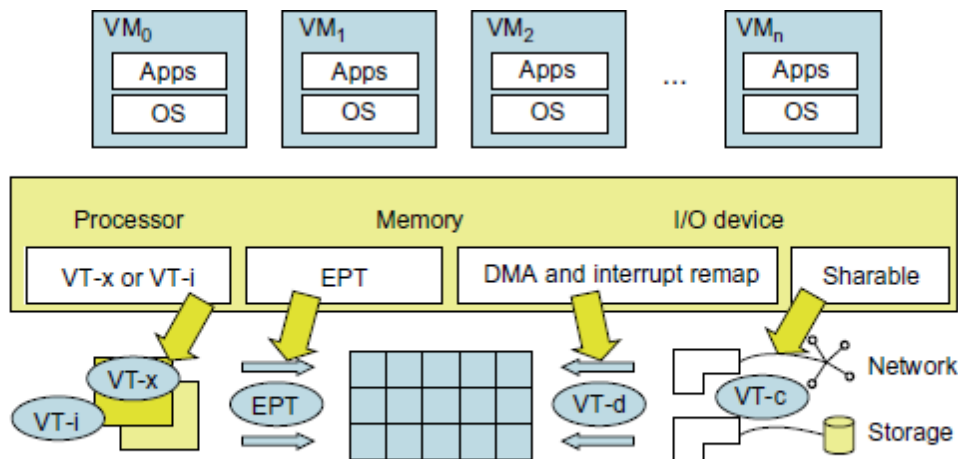 VM0 VM1 VM2 VMn
Apps Apps Apps ... Apps
OS OS OS OS
Processor Memory I/O device
VT-x or VT-i EPT DMA and interrupt remap Sharable
VT-x
VT-i EPT VT-d VT-c
Network
Storage